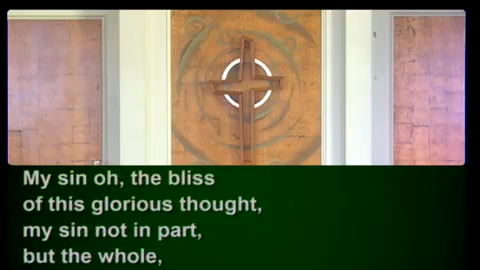 My sin oh, the bliss
of this glorious thought,
my sin not in part,
but the whole,